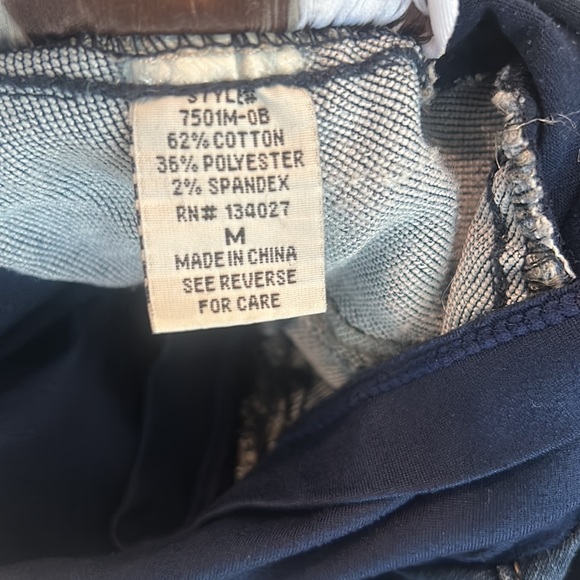 STYLE#
7501M-0B
62% COTTON
36% POLYESTER
2% SPANDEX
RN# 134027
M
MADE IN CHINA
SEE REVERSE
FOR CARE